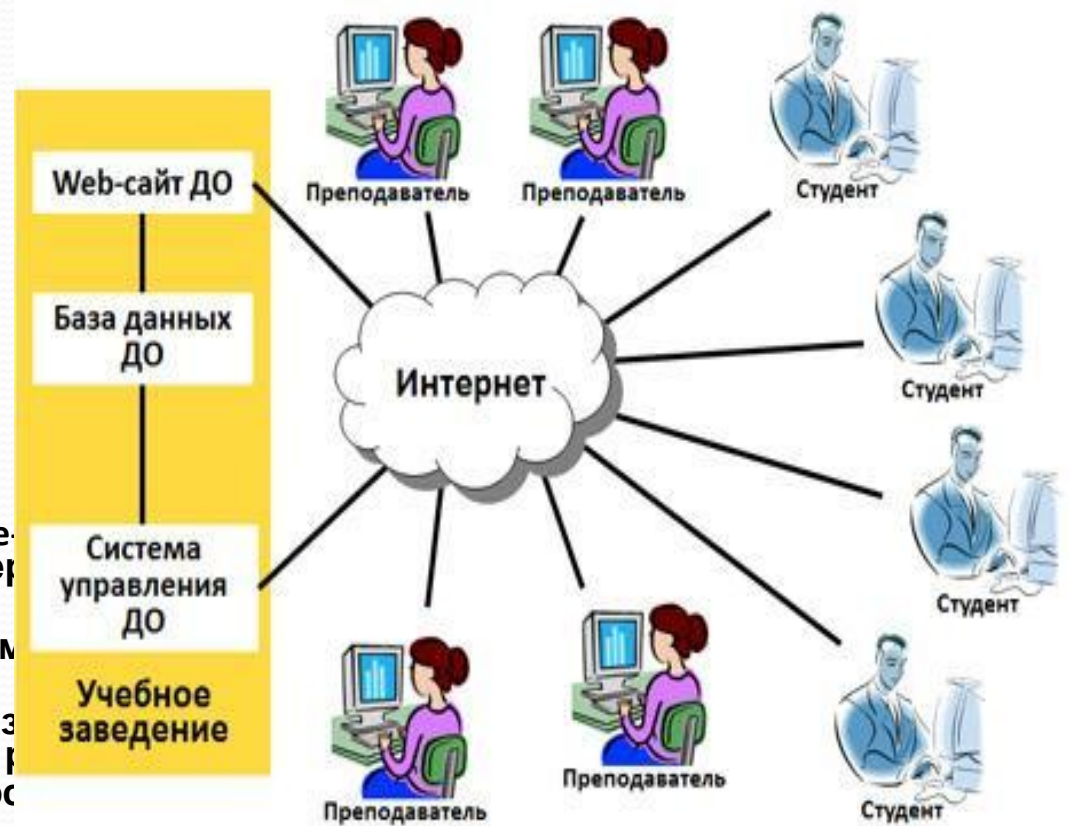 Преподаватель
Преподаватель
Студент
Web-сайт ДО
База данных
ДО
Интернет
Студент
Система
управления
ДО
Студент
Учебное
заведение
Преподаватель
Преподаватель
Студент